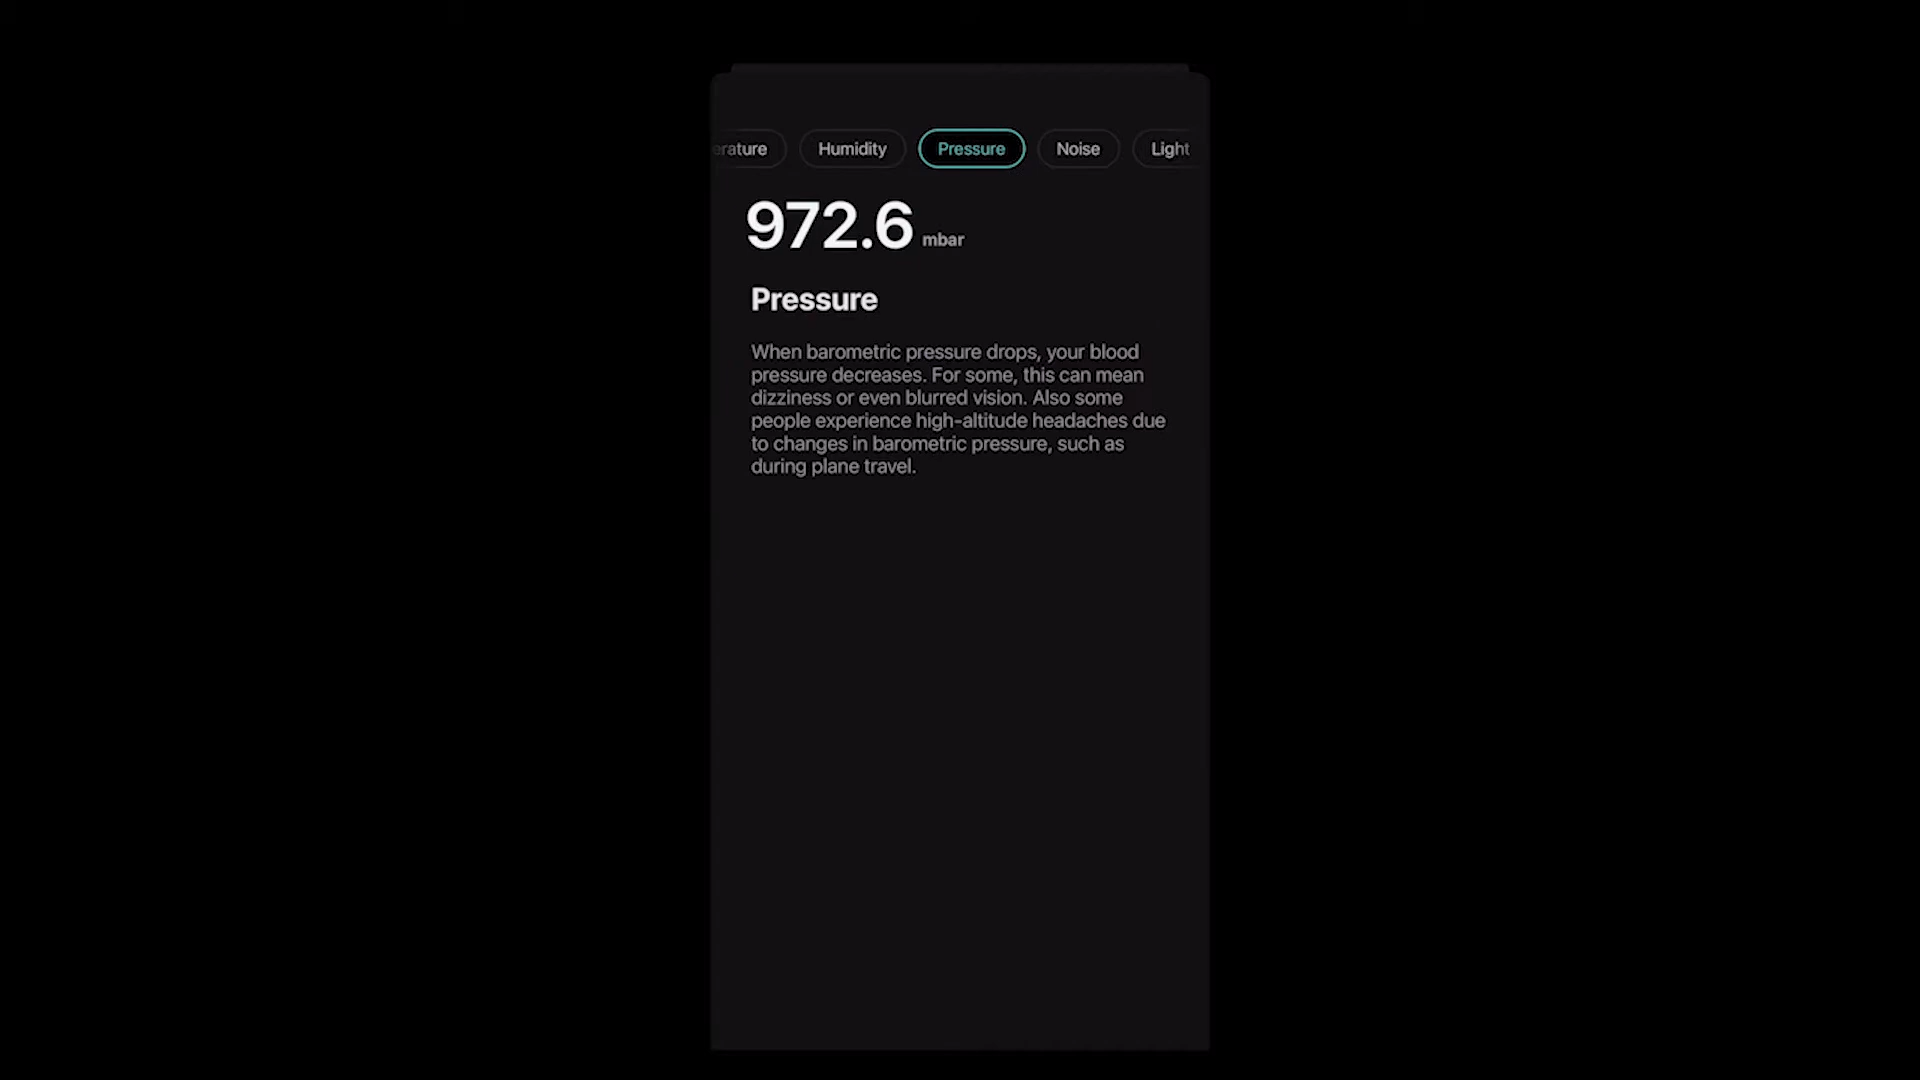 erature Humidity Pressure Noise Light
972.6 mbar
Pressure
When barometric pressure drops, your blood
pressure decreases. For some, this can mean
dizziness or even blurred vision. Also some
people experience high-altitude headaches due
to changes in barometric pressure, such as
during plane travel.